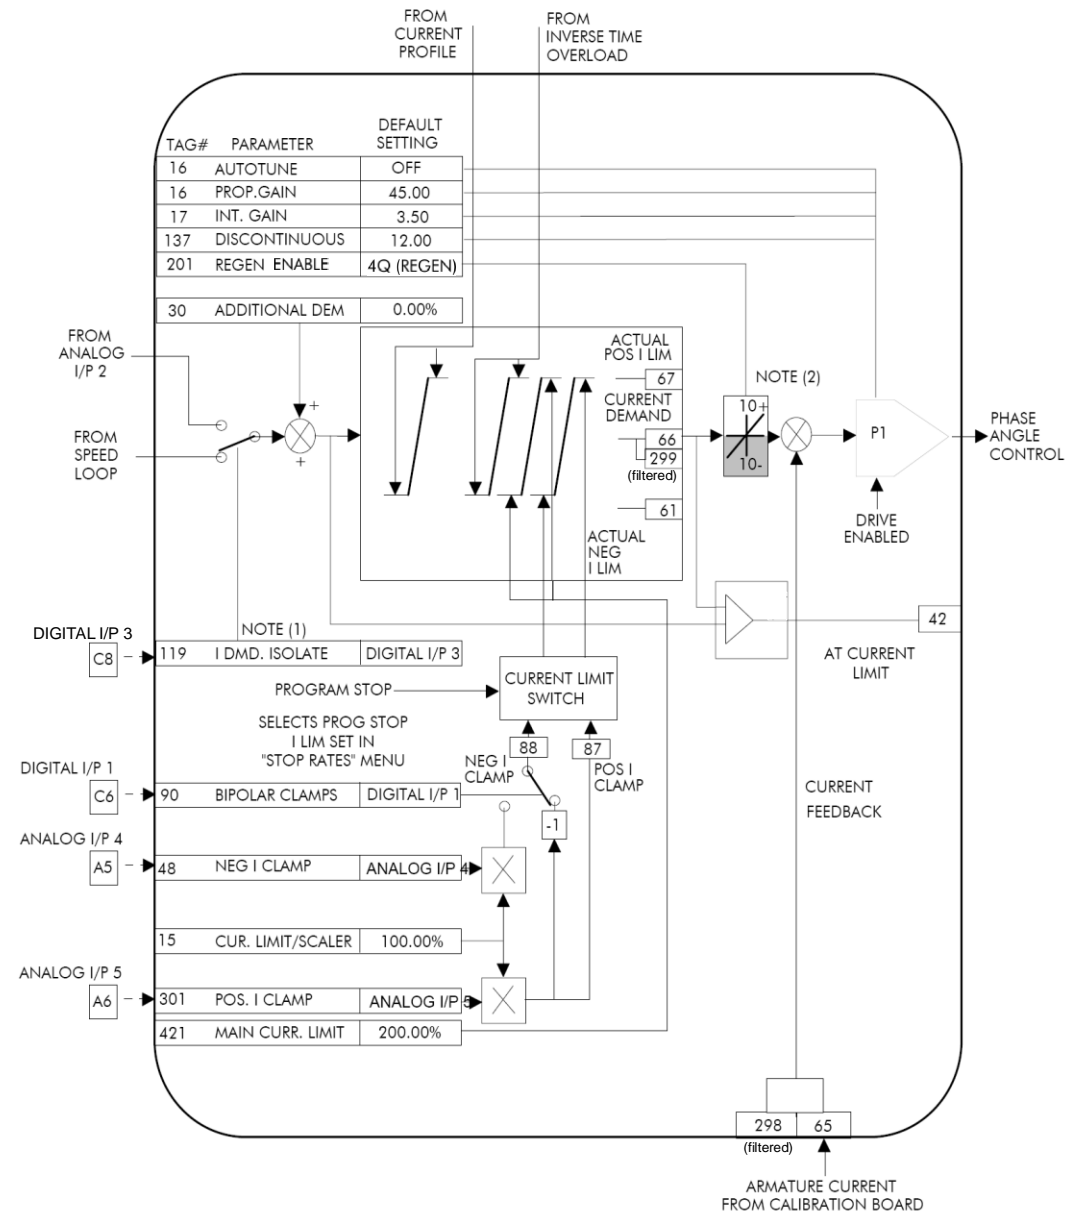 FROM
CURRENT
PROFILE
FROM
INVERSE TIME
OVERLOAD
TAG# PARAMETER DEFAULT SETTING
16 AUTOTUNE OFF
16 PROP.GAIN 45.00
17 INT. GAIN 3.50
137 DISCONTINUOUS 12.00
201 REGEN ENABLE 4Q (REGEN)
30 ADDITIONAL DEM 0.00%
FROM
ANALOG
I/P 2
FROM
SPEED
LOOP
+
+
ACTUAL
POS I LIM
67
CURRENT
DEMAND
66
299
(filtered)
61
ACTUAL
NEG
I LIM
NOTE (2)
10+
10-
P1
PHASE
ANGLE
CONTROL
DRIVE
ENABLED
42
AT CURRENT
LIMIT
DIGITAL I/P 3
C8
NOTE (1)
119 I DMD. ISOLATE DIGITAL I/P 3
PROGRAM STOP
CURRENT LIMIT
SWITCH
SELECTS PROG STOP
I LIM SET IN
"STOP RATES" MENU
88
87
NEG I
CLAMP
POS I
CLAMP
DIGITAL I/P 1
C6
90 BIPOLAR CLAMPS DIGITAL I/P 1
-1
CURRENT
FEEDBACK
ANALOG I/P 4
A5
48 NEG I CLAMP ANALOG I/P 4
15 CUR. LIMIT/SCALER 100.00%
ANALOG I/P 5
A6
301 POS. I CLAMP ANALOG I/P 5
421 MAIN CURR. LIMIT 200.00%
298
65
(filtered)
ARMATURE CURRENT
FROM CALIBRATION BOARD